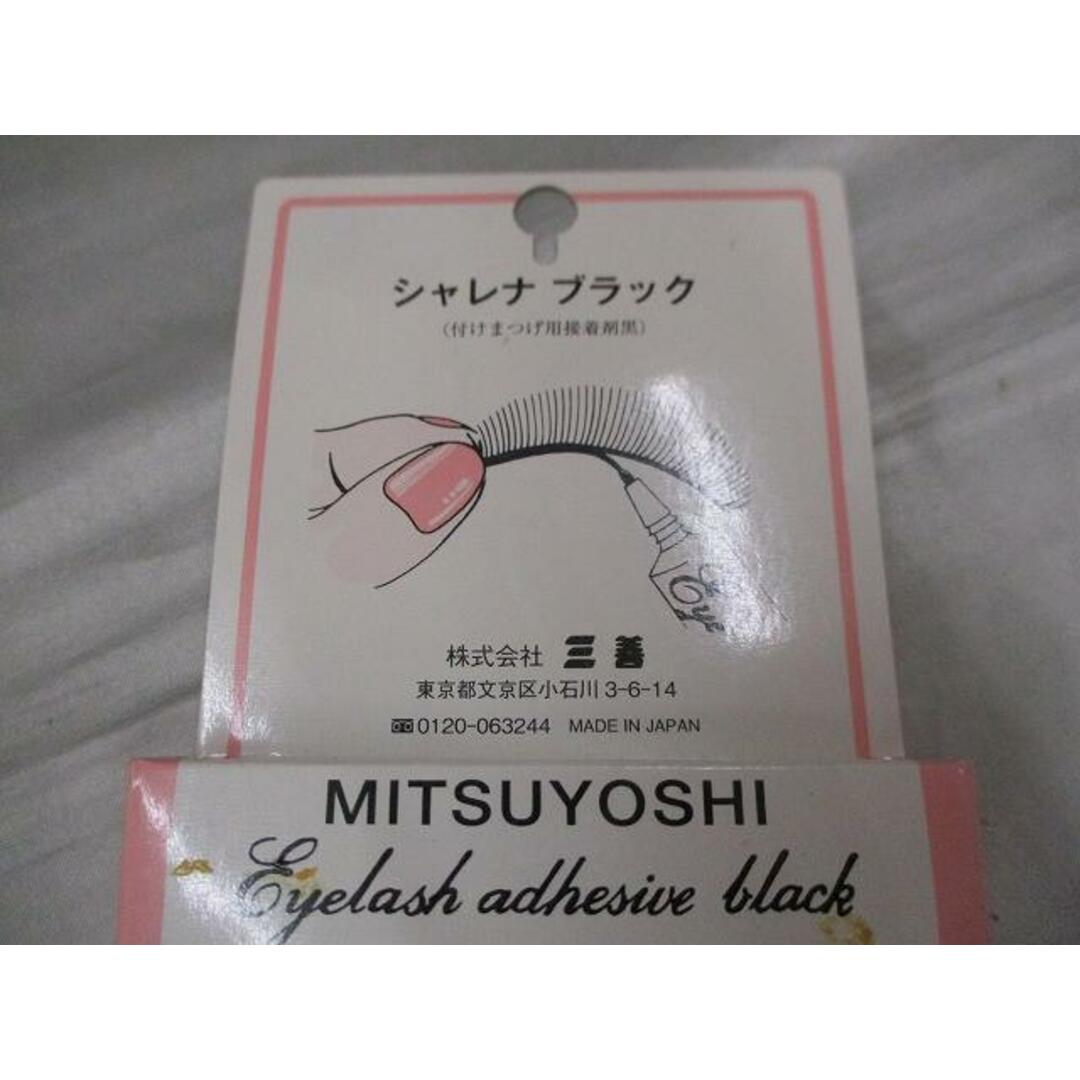 シャレナ ブラック
(付けまつげ用接着剤黒)
Eye
株式会社 三善
東京都文京区小石川 3-6-14
0120-063244 MADE IN JAPAN
MITSUYOSHI
Eyelash adhesive black